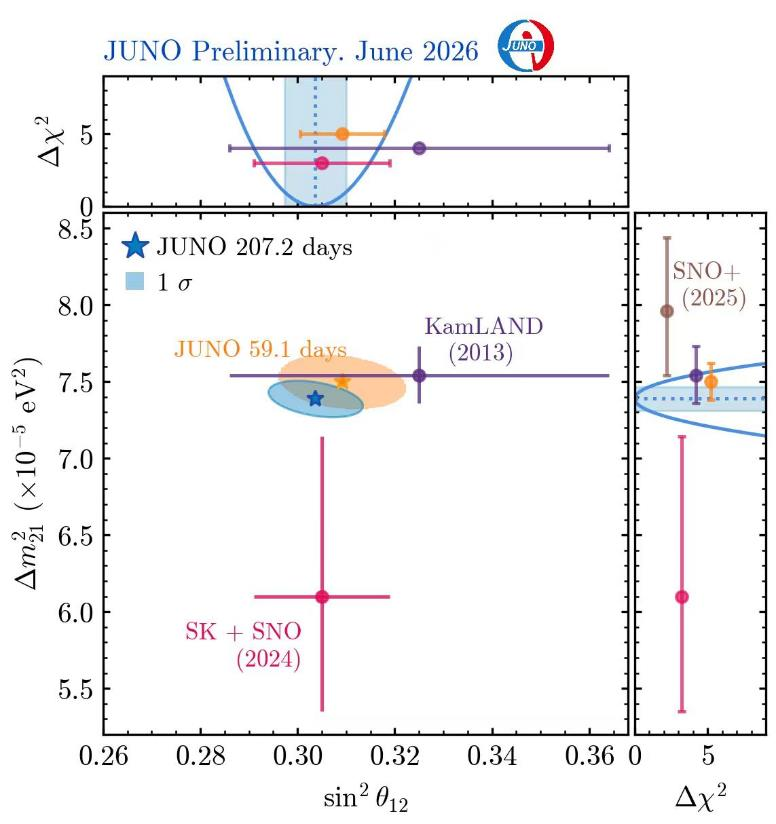 JUNO Preliminary. June 2026
JUNO
Δχ²
5
0
8.5
8.0
7.5
7.0
6.5
6.0
5.5
Δm²₂₁ (×10⁻⁵ eV²)
JUNO 207.2 days
1 σ
JUNO 59.1 days
KamLAND
(2013)
SK + SNO
(2024)
SNO+
(2025)
0.26 0.28 0.30 0.32 0.34 0.36
sin² θ₁₂
0 5
Δχ²